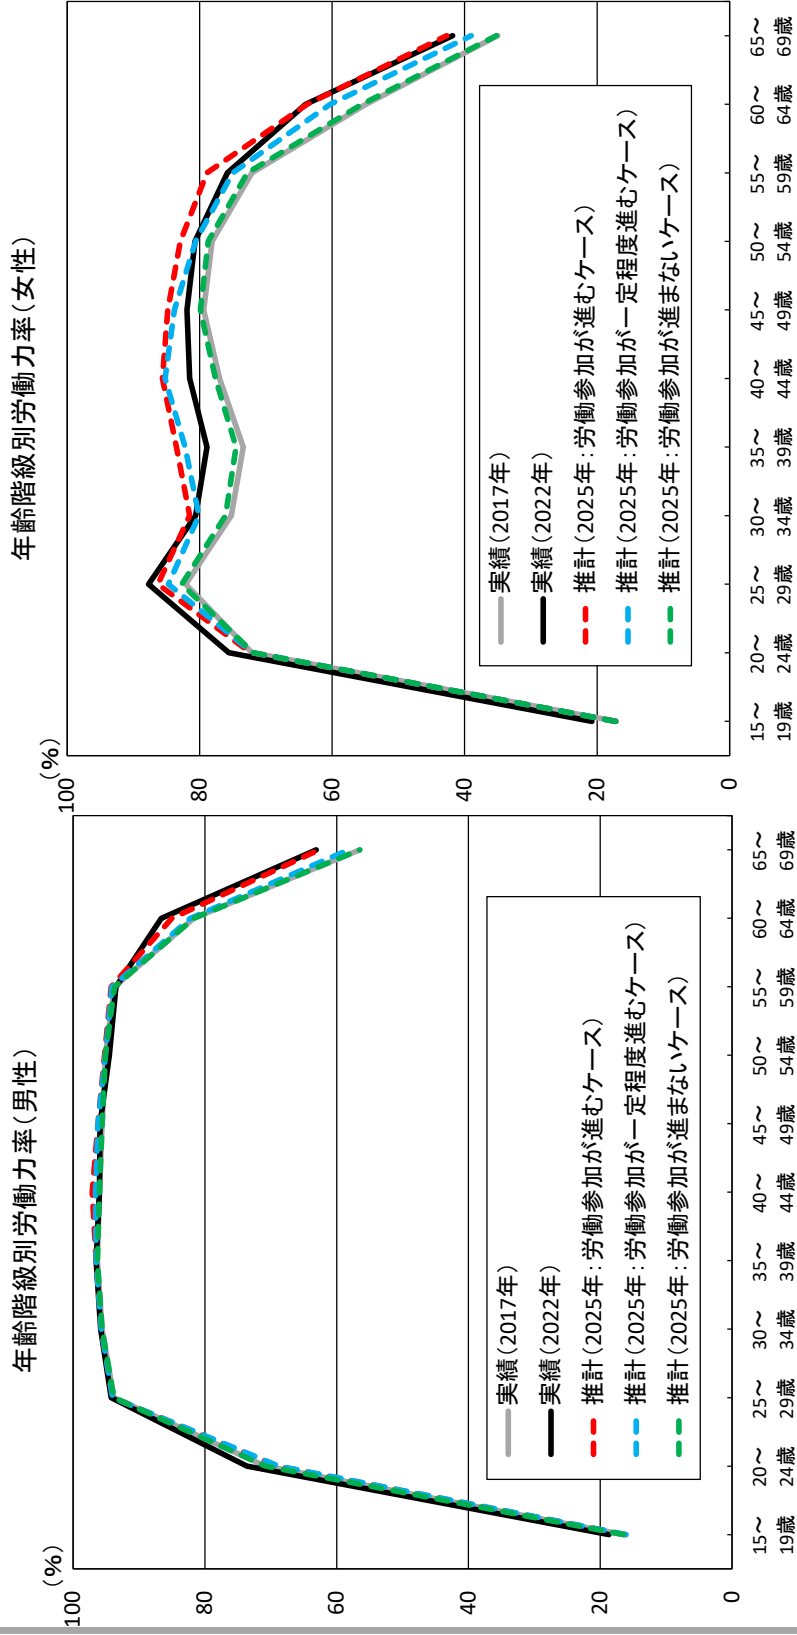 年齢階級別労働力率（男性）
（％）
100
80
60
40
20
0
15～ 20～ 25～ 30～ 35～ 40～ 45～ 50～ 55～ 60～ 65～
19歳 24歳 29歳 34歳 39歳 44歳 49歳 54歳 59歳 64歳 69歳
実績（2017年）
実績（2022年）
推計（2025年：労働参加が進むケース）
推計（2025年：労働参加が一定程度進むケース）
推計（2025年：労働参加が進まないケース）
年齢階級別労働力率（女性）
（％）
100
80
60
40
20
0
15～ 20～ 25～ 30～ 35～ 40～ 45～ 50～ 55～ 60～ 65～
19歳 24歳 29歳 34歳 39歳 44歳 49歳 54歳 59歳 64歳 69歳
実績（2017年）
実績（2022年）
推計（2025年：労働参加が進むケース）
推計（2025年：労働参加が一定程度進むケース）
推計（2025年：労働参加が進まないケース）